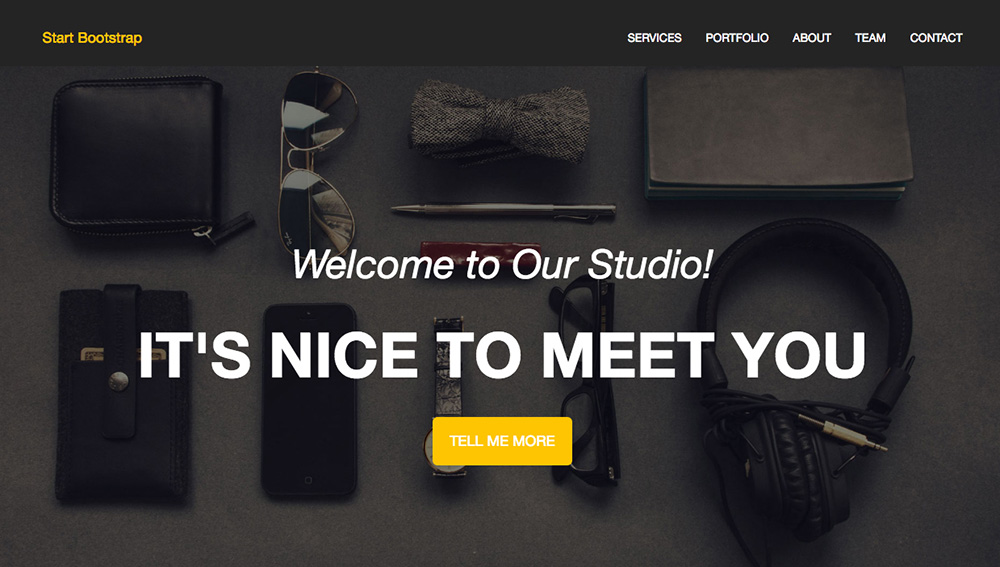 Start Bootstrap
SERVICES PORTFOLIO ABOUT TEAM CONTACT
Welcome to Our Studio!
IT'S NICE TO MEET YOU
TELL ME MORE